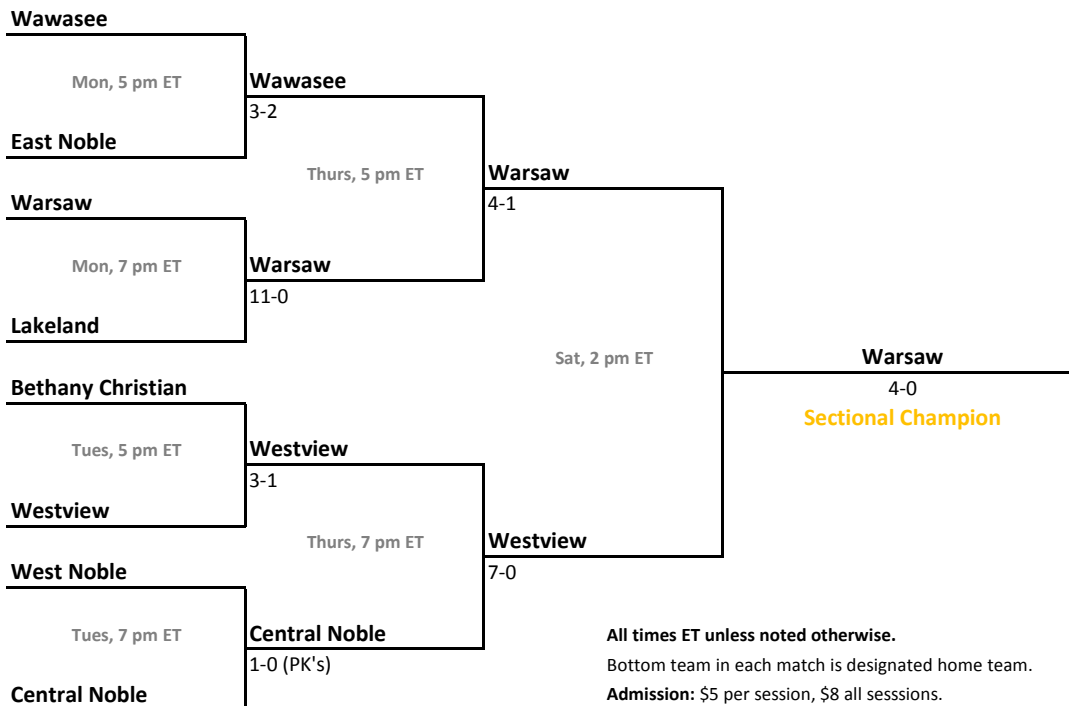 Wawasee
Mon, 5 pm ET
Wawasee
3-2
East Noble
Thurs, 5 pm ET
Warsaw
4-1
Warsaw
Mon, 7 pm ET
Warsaw
11-0
Lakeland
Sat, 2 pm ET
Warsaw
4-0
Sectional Champion
Bethany Christian
Tues, 5 pm ET
Westview
3-1
Westview
Thurs, 7 pm ET
Westview
7-0
West Noble
Tues, 7 pm ET
Central Noble
1-0 (PK's)
Central Noble
All times ET unless noted otherwise.
Bottom team in each match is designated home team.
Admission: $5 per session, $8 all sesssions.